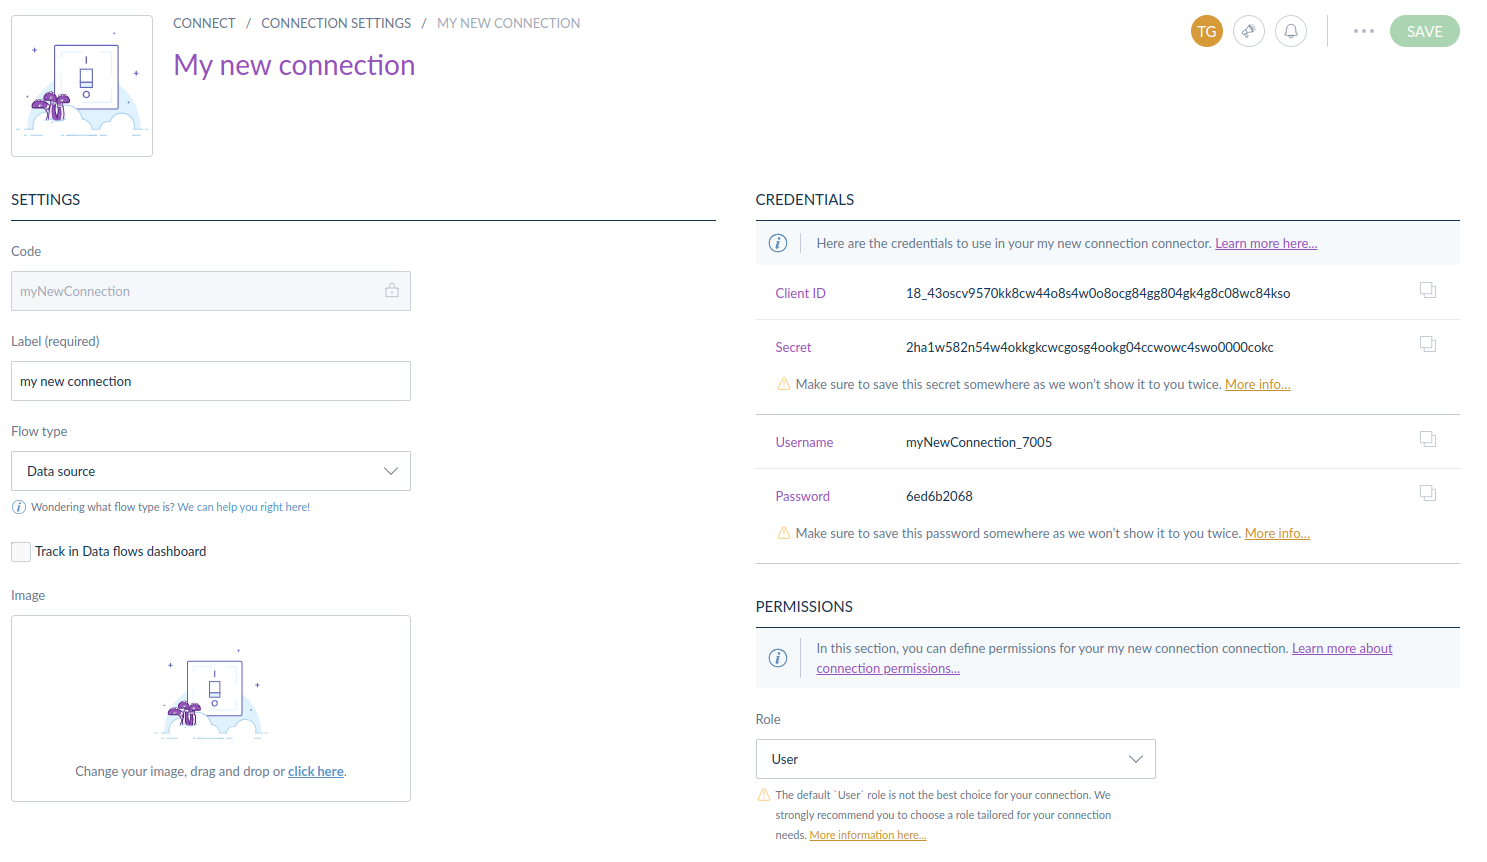 CONNECT / CONNECTION SETTINGS / MY NEW CONNECTION
My new connection
TG
SAVE
SETTINGS
Code
myNewConnection
Label (required)
my new connection
Flow type
Data source
Wondering what flow type is? We can help you right here!
Track in Data flows dashboard
Image
Change your image, drag and drop or click here.
CREDENTIALS
Here are the credentials to use in your my new connection connector. Learn more here...
Client ID 18_43oscv9570kk8cw44o8s4w0o8ocg84gg804gk4g8c08wc84kso
Secret 2ha1w582n54w4okkgkcwcgosg4ookg04ccwowc4swo0000cokc
Make sure to save this secret somewhere as we won't show it to you twice. More info...
Username myNewConnection_7005
Password 6ed6b2068
Make sure to save this password somewhere as we won't show it to you twice. More info...
PERMISSIONS
In this section, you can define permissions for your my new connection connection. Learn more about
connection permissions...
Role
User
The default `User` role is not the best choice for your connection. We
strongly recommend you to choose a role tailored for your connection
needs. More information here...